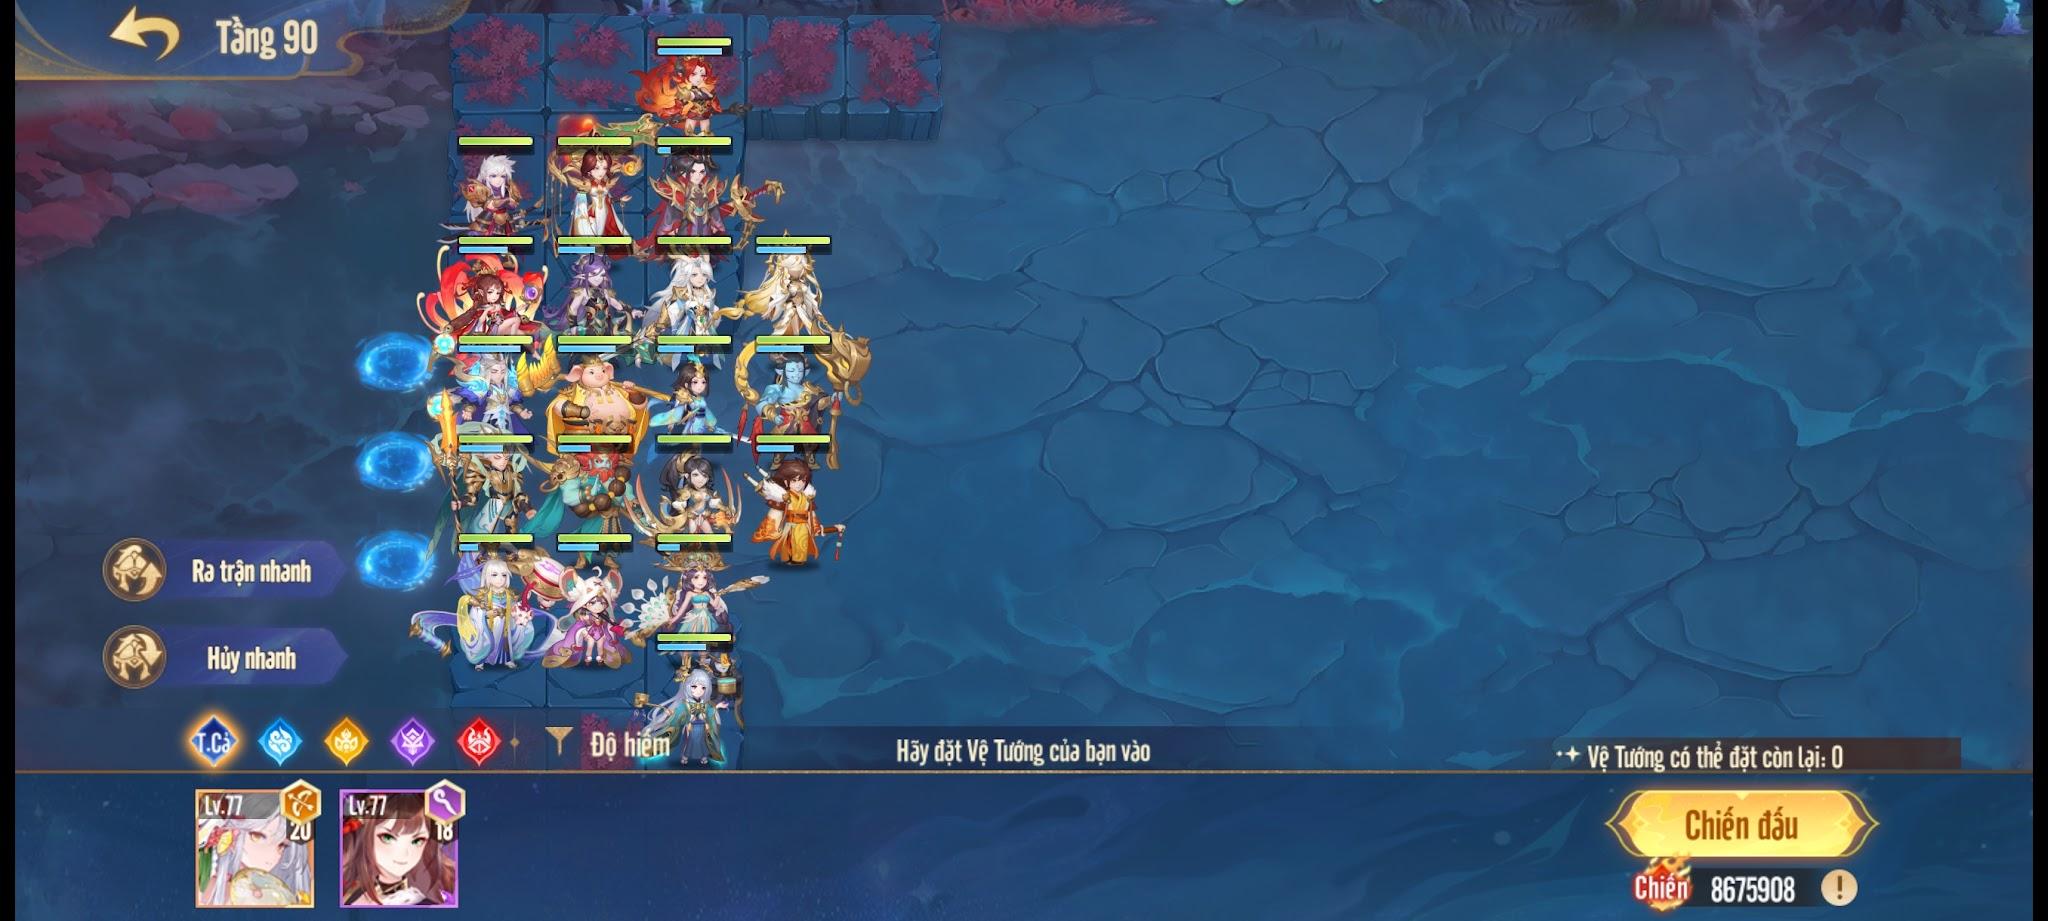 Tầng 90
Ra trận nhanh
Hủy nhanh
T.Cả
Độ hiếm
Hãy đặt Vệ Tướng của bạn vào
Vệ Tướng có thể đặt còn lại: 0
Lv.77
20
Lv.77
18
Chiến đấu
Chiến 8675908
!